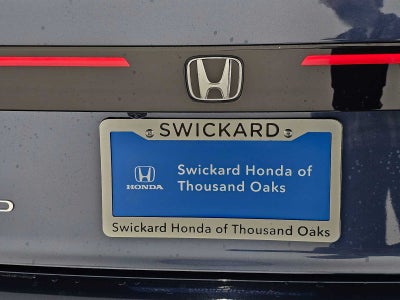 SWICKARD
Swickard Honda of
Thousand Oaks
HONDA
Swickard Honda of Thousand Oaks